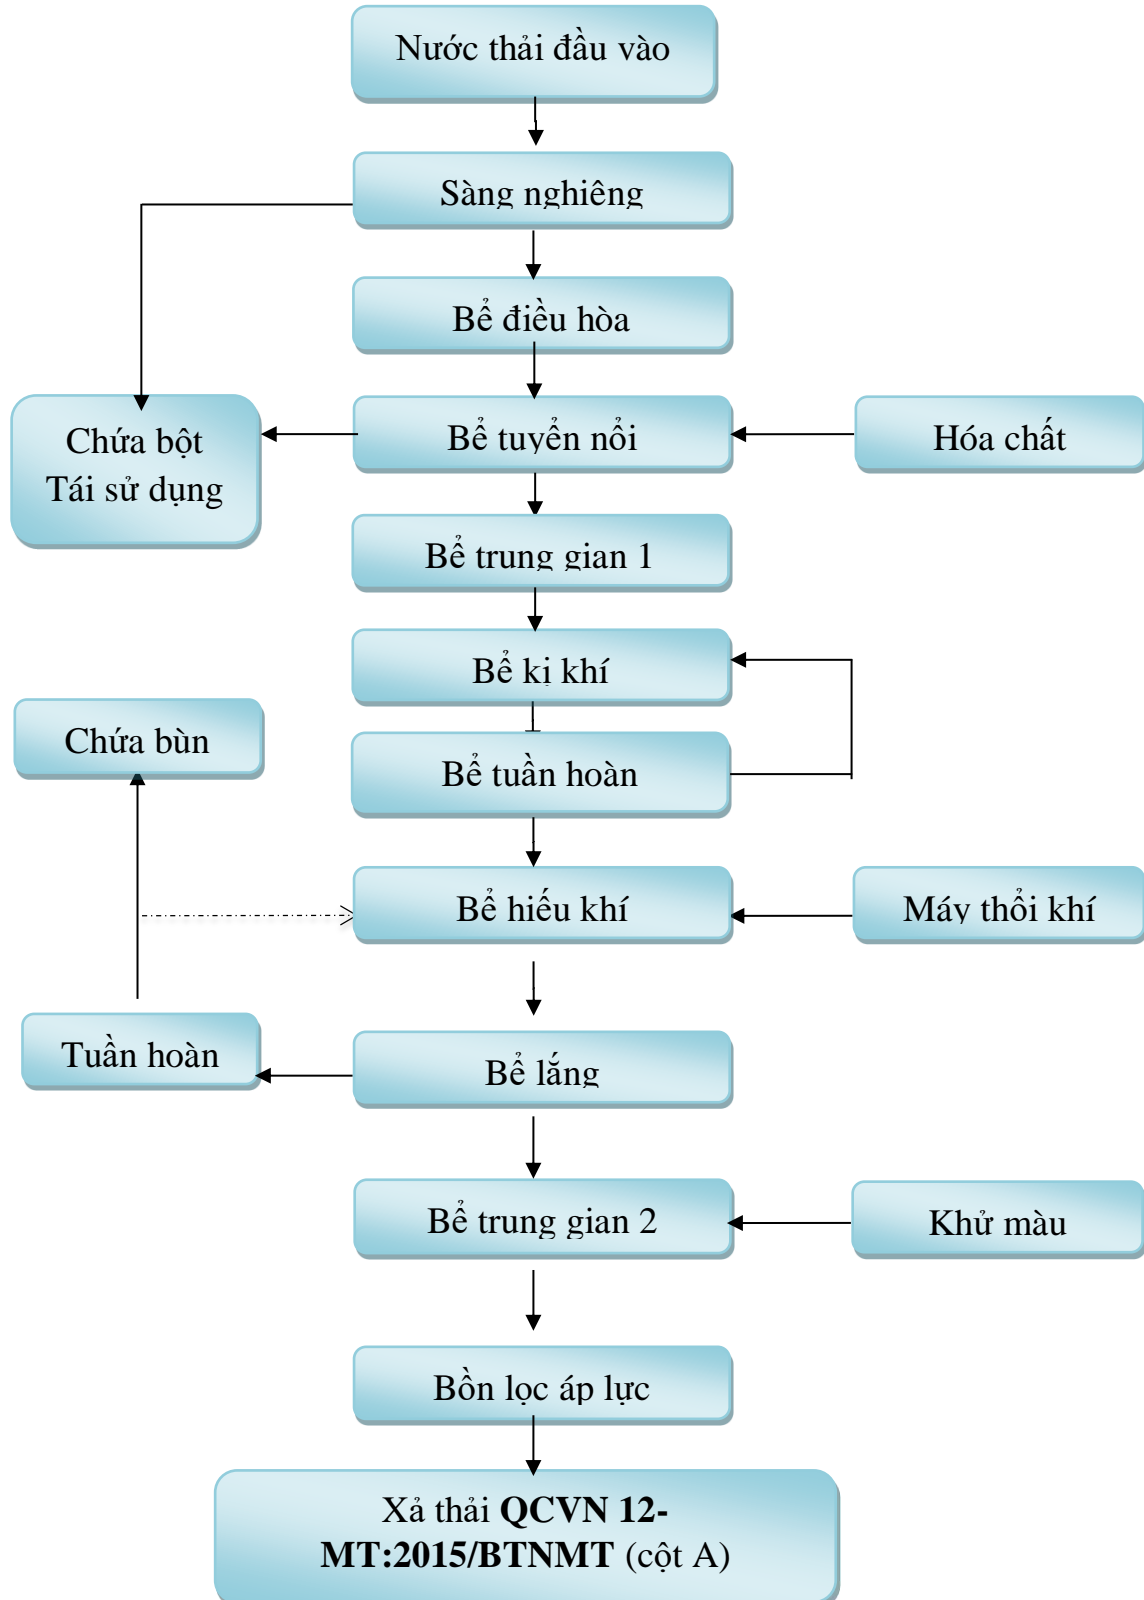 Nước thải đầu vào
Sàng nghiêng
Bể điều hòa
Chứa bột
Tái sử dụng
Bể tuyển nổi
Hóa chất
Bể trung gian 1
Bể kị khí
Chứa bùn
Bể tuần hoàn
Bể hiếu khí
Máy thổi khí
Tuần hoàn
Bể lắng
Bể trung gian 2
Khử màu
Bồn lọc áp lực
Xả thải QCVN 12-
MT:2015/BTNMT (cột A)